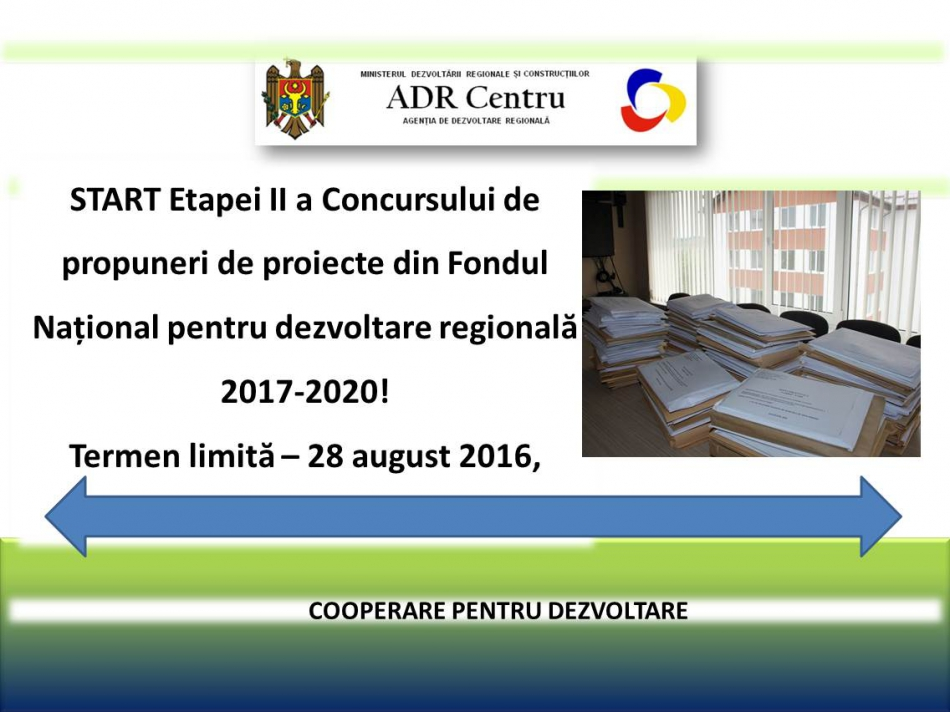 MINISTERUL DEZVOLTĂRII REGIONALE ȘI CONSTRUCȚIILOR
ADR Centru
AGENȚIA DE DEZVOLTARE REGIONALĂ
START Etapei II a Concursului de
propuneri de proiecte din Fondul
Național pentru dezvoltare regională
2017-2020!
Termen limită – 28 august 2016,
COOPERARE PENTRU DEZVOLTARE